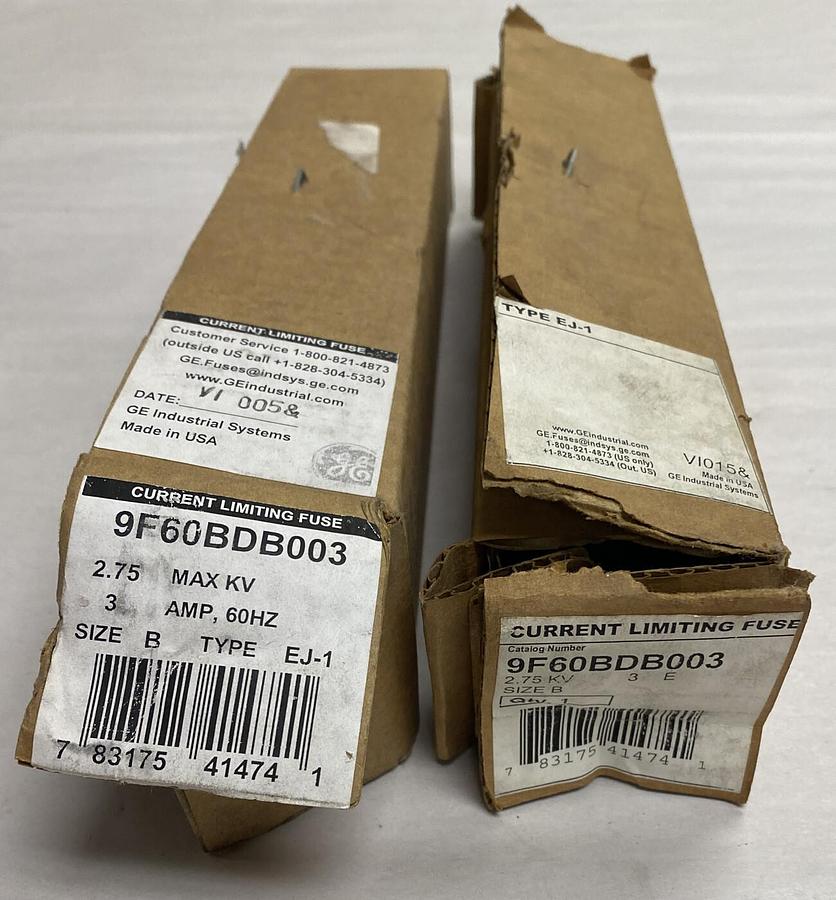 CURRENT LIMITING FUSE
Customer Service 1-800-821-4873
(outside US call +1-828-304-5334)
GE.Fuses@indsys.ge.com
www.GEindustrial.com
DATE: VI 005&
GE Industrial Systems
Made in USA
GE
CURRENT LIMITING FUSE
9F60BDB003
2.75 MAX KV
3 AMP, 60HZ
SIZE B TYPE EJ-1
7 83175 41474 1
TYPE EJ-1
www.GEindustrial.com
GE.Fuses@indsys.ge.com
1-800-821-4873 (US only)
+1-828-304-5334 (Out. US)
VI015&
Made in USA
GE Industrial Systems
CURRENT LIMITING FUSE
Catalog Number
9F60BDB003
2.75 KV 3 E
SIZE B
Qty. 1
7 83175 41474 1